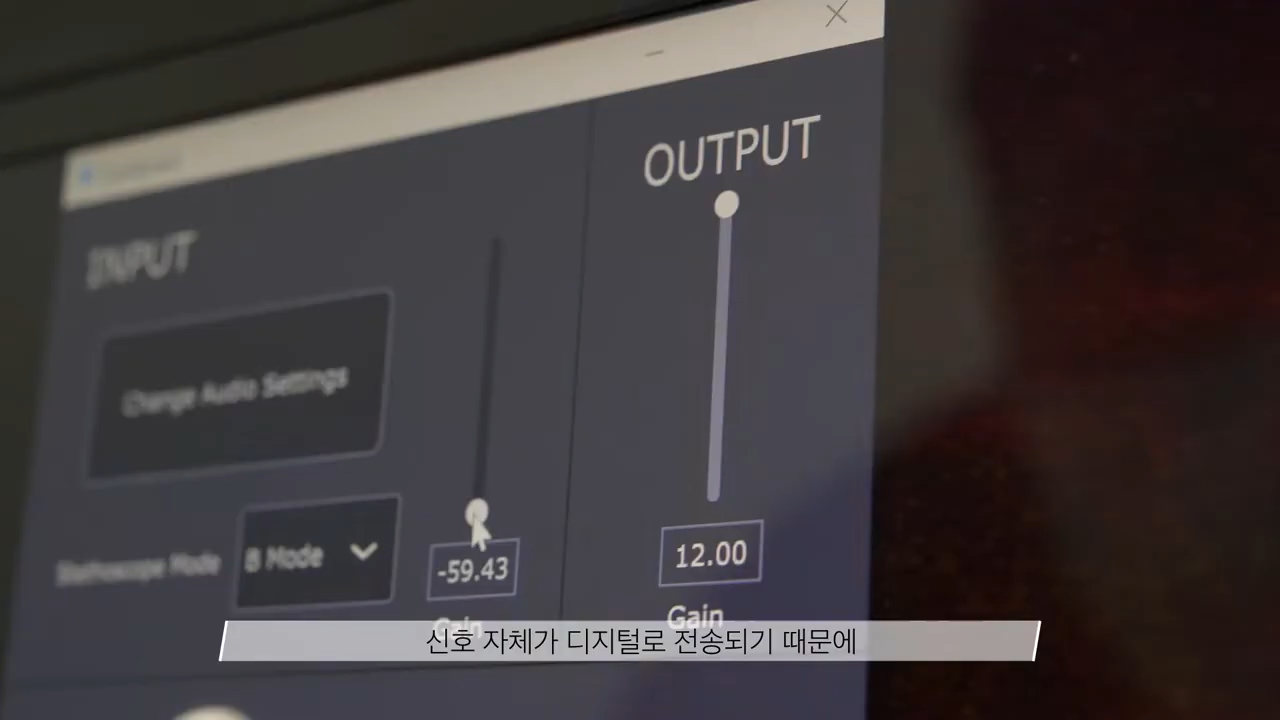 INPUT
OUTPUT
Change Audio Settings
Stethoscope Mode
B Mode
-59.43
12.00
Gain
Gain
신호 자체가 디지털로 전송되기 때문에